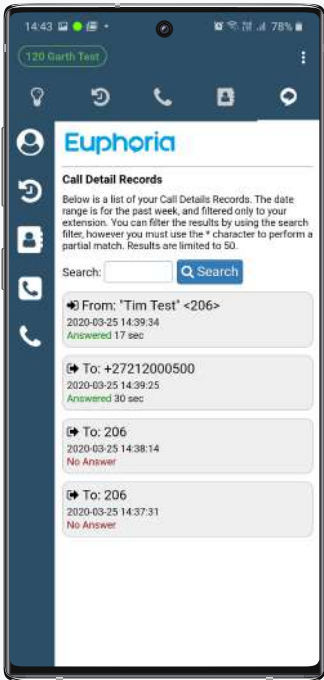 14:43
78%
120 Garth Test
Euphoria
Call Detail Records
Below is a list of your Call Details Records. The date
range is for the past week, and filtered only to your
extension. You can filter the results by using the search
filter, however you must use the * character to perform a
partial match. Results are limited to 50.
Search: Search
From: "Tim Test" <206>
2020-03-25 14:39:34
Answered 17 sec
To: +27212000500
2020-03-25 14:39:25
Answered 30 sec
To: 206
2020-03-25 14:38:14
No Answer
To: 206
2020-03-25 14:37:31
No Answer